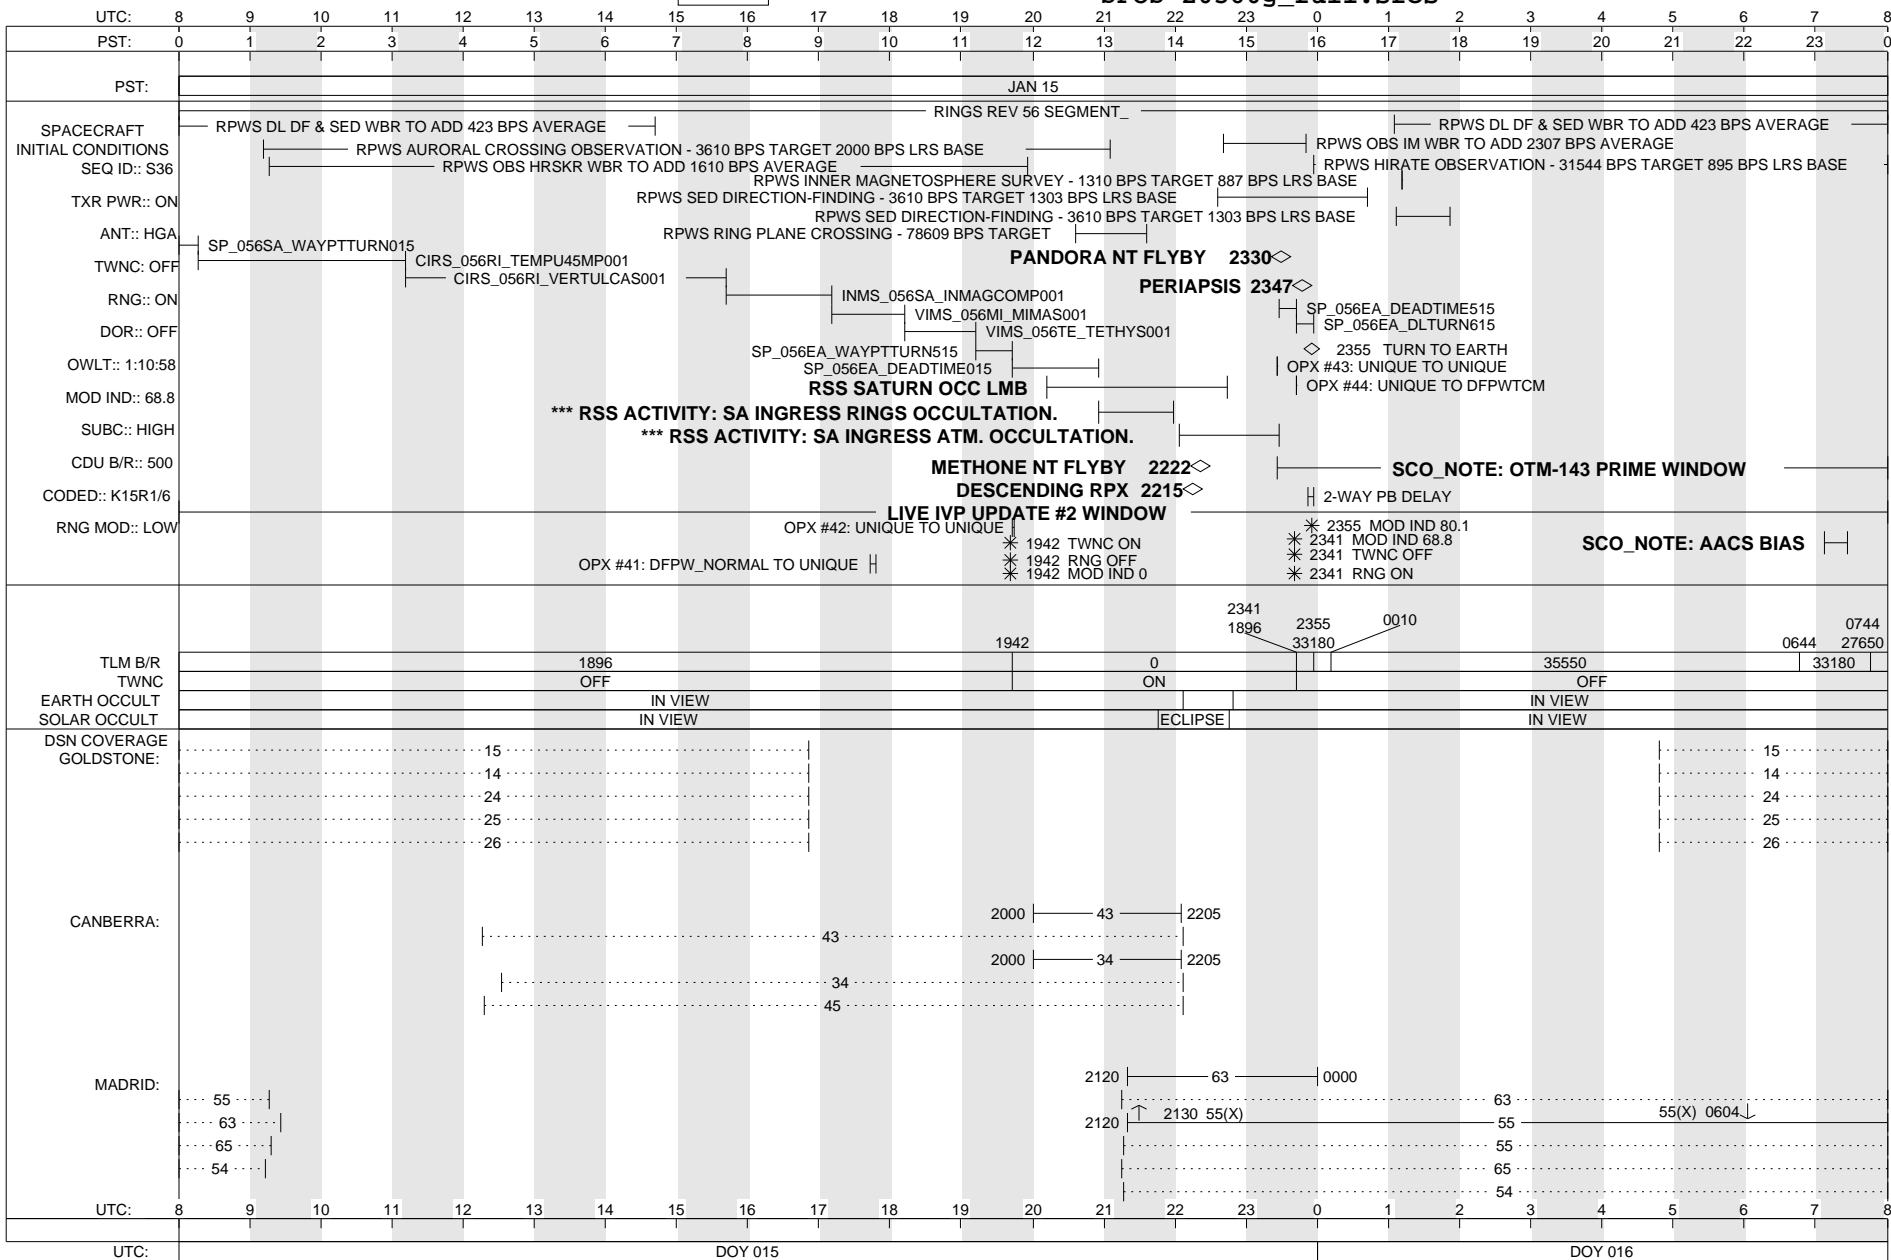 UTC: 8 9 10 11 12 13 14 15 16 17 18 19 20 21 22 23 0 1 2 3 4 5 6 7 8
PST: 0 1 2 3 4 5 6 7 8 9 10 11 12 13 14 15 16 17 18 19 20 21 22 23 0
PST: JAN 15
RINGS REV 56 SEGMENT_
SPACECRAFT
INITIAL CONDITIONS
SEQ ID:: S36
TXR PWR:: ON
ANT:: HGA
TWNC: OFF
RNG:: ON
DOR:: OFF
OWLT:: 1:10:58
MOD IND:: 68.8
SUBC:: HIGH
CDU B/R:: 500
CODED:: K15R1/6
RNG MOD:: LOW
RPWS DL DF & SED WBR TO ADD 423 BPS AVERAGE
RPWS DL DF & SED WBR TO ADD 423 BPS AVERAGE
RPWS AURORAL CROSSING OBSERVATION - 3610 BPS TARGET 2000 BPS LRS BASE
RPWS OBS IM WBR TO ADD 2307 BPS AVERAGE
RPWS OBS HRSKR WBR TO ADD 1610 BPS AVERAGE
RPWS HIRATE OBSERVATION - 31544 BPS TARGET 895 BPS LRS BASE
RPWS INNER MAGNETOSPHERE SURVEY - 1310 BPS TARGET 887 BPS LRS BASE
RPWS SED DIRECTION-FINDING - 3610 BPS TARGET 1303 BPS LRS BASE
RPWS SED DIRECTION-FINDING - 3610 BPS TARGET 1303 BPS LRS BASE
RPWS RING PLANE CROSSING - 78609 BPS TARGET
SP_056SA_WAYPTTURN015
CIRS_056RI_TEMPU45MP001
PANDORA NT FLYBY 2330
CIRS_056RI_VERTULCAS001
PERIAPSIS 2347
INMS_056SA_INMAGCOMP001
SP_056EA_DEADTIME515
VIMS_056MI_MIMAS001
SP_056EA_DLTURN615
VIMS_056TE_TETHYS001
SP_056EA_WAYPTTURN515
2355 TURN TO EARTH
SP_056EA_DEADTIME015
OPX #43: UNIQUE TO UNIQUE
RSS SATURN OCC LMB
OPX #44: UNIQUE TO DFPWTCM
*** RSS ACTIVITY: SA INGRESS RINGS OCCULTATION.
*** RSS ACTIVITY: SA INGRESS ATM. OCCULTATION.
METHONE NT FLYBY 2222
SCO_NOTE: OTM-143 PRIME WINDOW
DESCENDING RPX 2215
2-WAY PB DELAY
LIVE IVP UPDATE #2 WINDOW
OPX #42: UNIQUE TO UNIQUE
2355 MOD IND 80.1
1942 TWNC ON
2341 MOD IND 68.8
SCO_NOTE: AACS BIAS
2341 TWNC OFF
OPX #41: DFPW_NORMAL TO UNIQUE
1942 RNG OFF
1942 MOD IND 0
2341 RNG ON
2341
1896
2355
33180
0010
0744
27650
1942
0644
TLM B/R 1896 0 35550 33180
TWNC OFF ON OFF
EARTH OCCULT IN VIEW IN VIEW
SOLAR OCCULT IN VIEW ECLIPSE IN VIEW
DSN COVERAGE
GOLDSTONE:
15 15
14 14
24 24
25 25
26 26
CANBERRA:
2000 43 2205
43
2000 34 2205
34
45
MADRID:
2120 63 0000
55 63
2130 55(X) 55(X) 0604
63 2120 55
65 55
65
54
54
UTC: 8 9 10 11 12 13 14 15 16 17 18 19 20 21 22 23 0 1 2 3 4 5 6 7 8
UTC: DOY 015 DOY 016